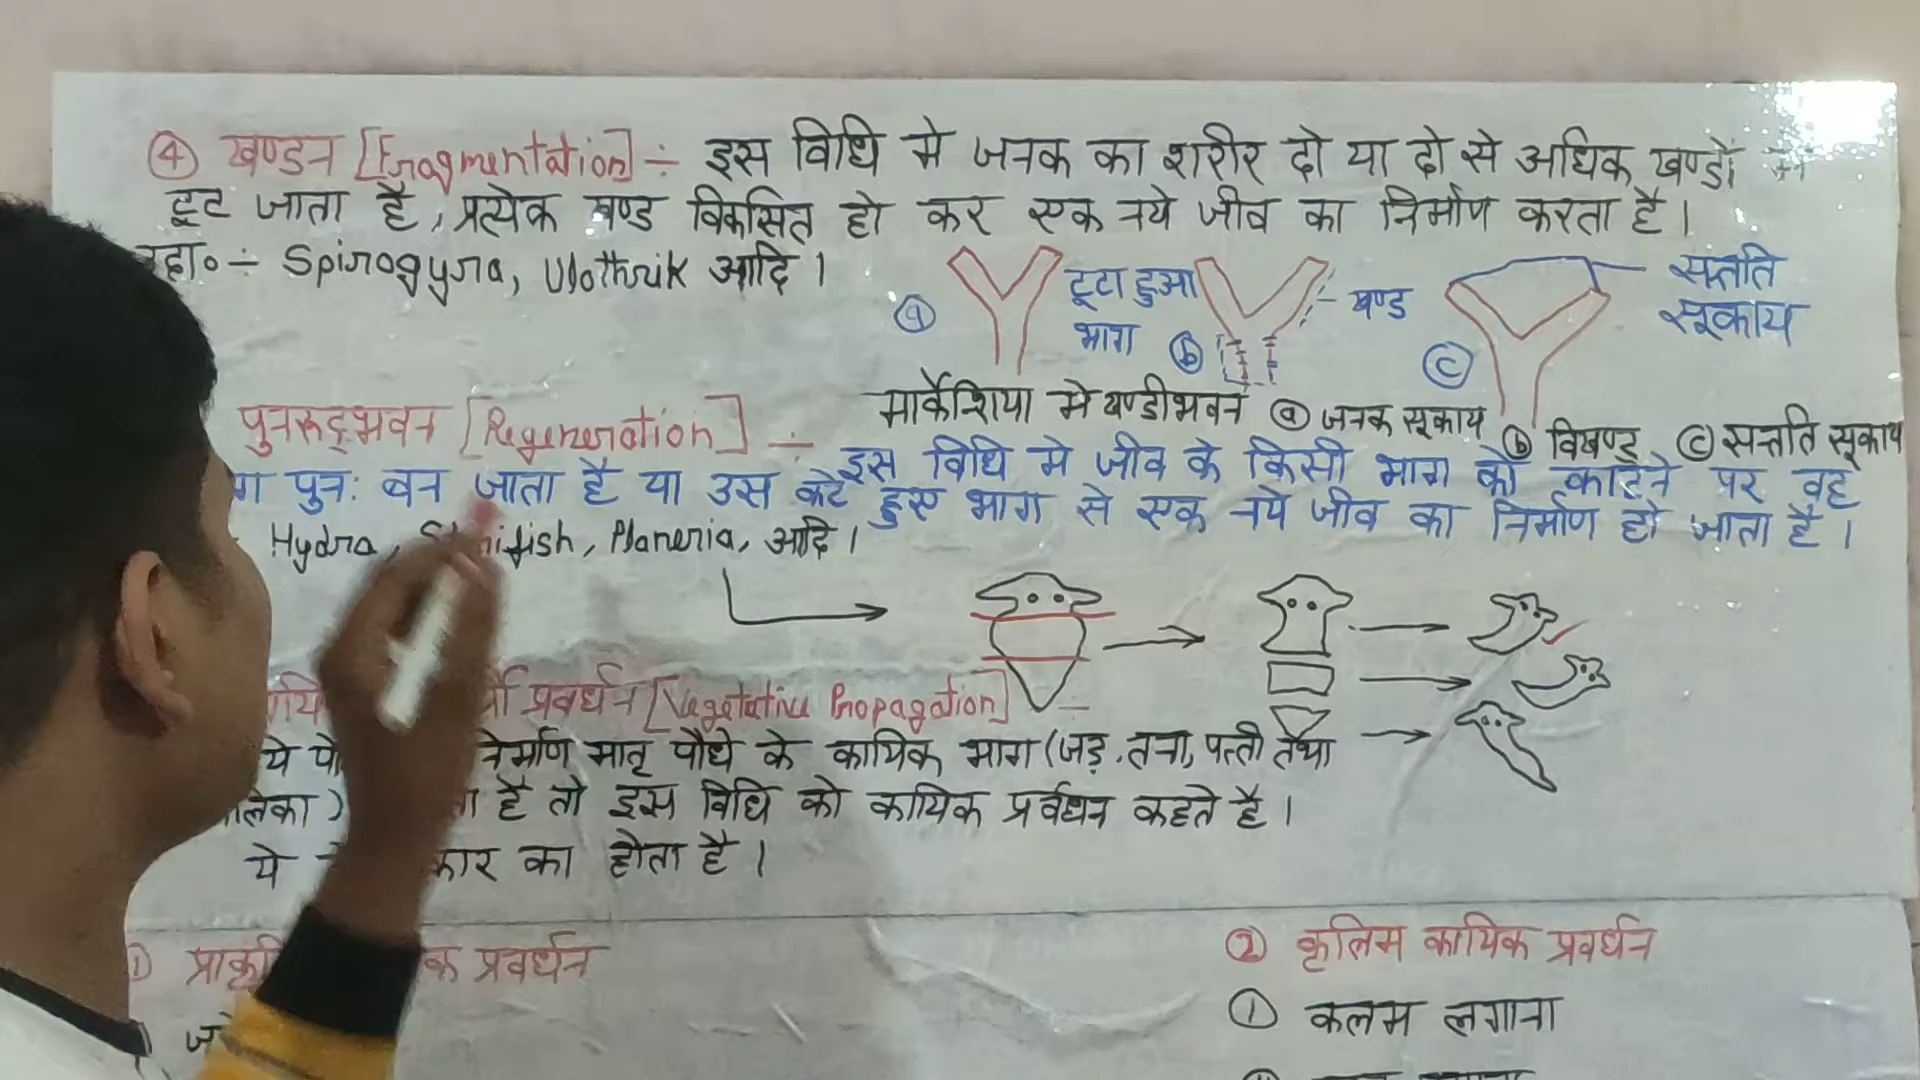 ④ खण्डन [Fragmentation] ÷ इस विधि मे जनक का शरीर दो या दो से अधिक खण्डों
टूट जाता है, प्रत्येक खण्ड विकसित हो कर एक नये जीव का निर्माण करता है।
उदा० ÷ Spirogyra, Ulothrik आदि।
ⓐ टूटा हुआ भाग
ⓑ खण्ड
ⓒ सन्तति सूकाय
मार्केन्शिया मे खण्डीभवन ⓐ जनक सूकाय ⓑ विखण्ड ⓒ सन्तति सूकाय
पुनरूद्भवन [Regeneration] ÷ इस विधि मे जीव के किसी भाग को काटने पर वह
पुन: बन जाता है या उस कटे हुए भाग से एक नये जीव का निर्माण हो जाता है।
Hydra, Planeria, आदि।
प्रवर्धन [Vegetative Propagation] ÷
ये निर्माण मातृ पौधे के कायिक भाग (जड़, तना, पत्ती तथा
है तो इस विधि को कायिक प्रर्वधन कहते है।
ये का होता है।
प्रवर्धन
② कृलिम कायिक प्रवर्धन
① कलम लगाना